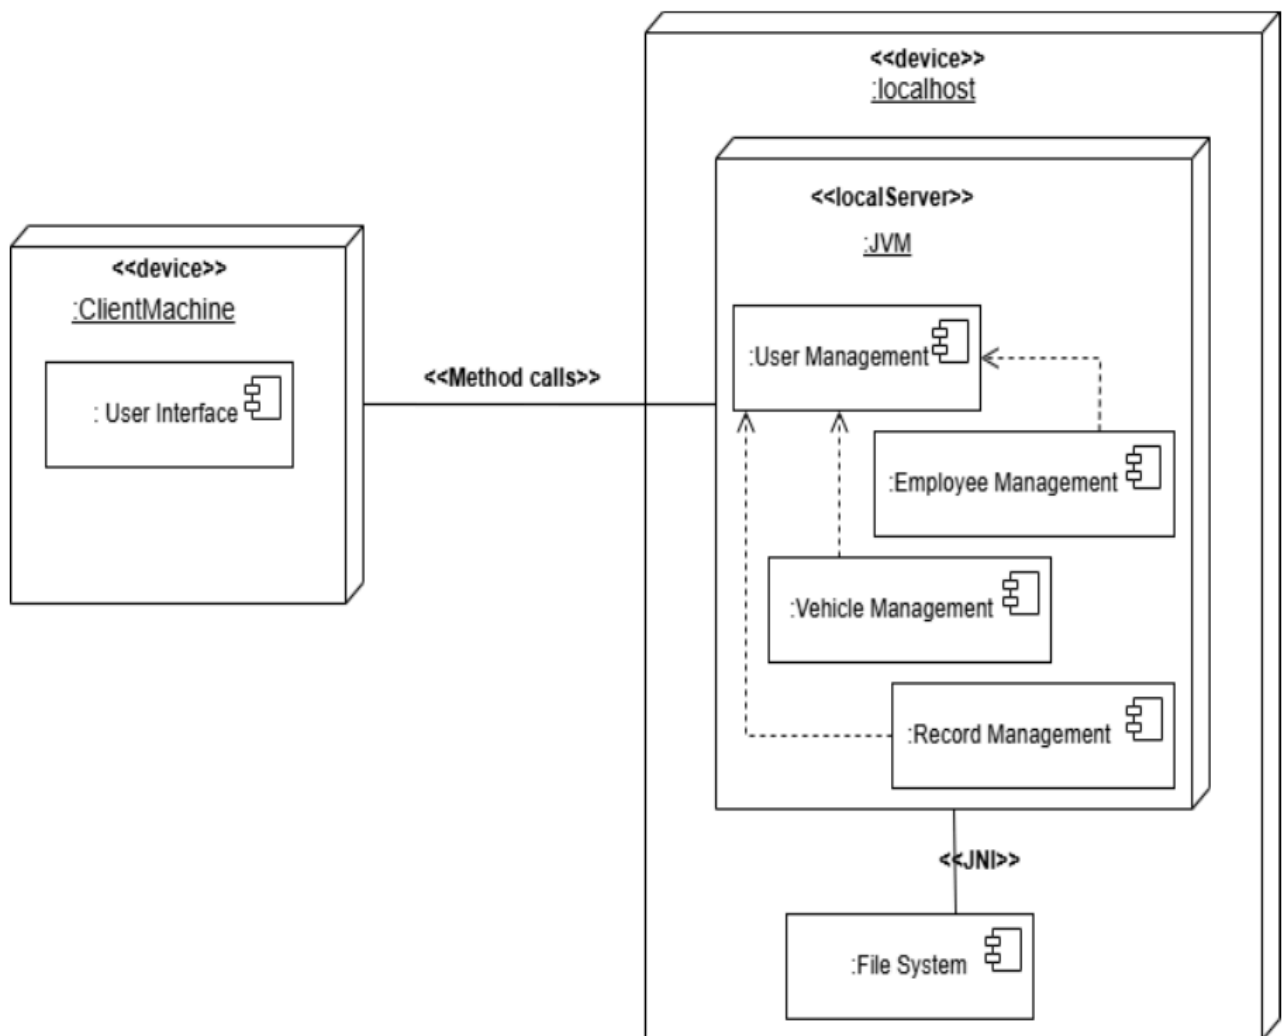 <<device>>
:localhost
<<localServer>>
:JVM
<<device>>
:ClientMachine
: User Interface
<<Method calls>>
:User Management
:Employee Management
:Vehicle Management
:Record Management
<<JNI>>
:File System